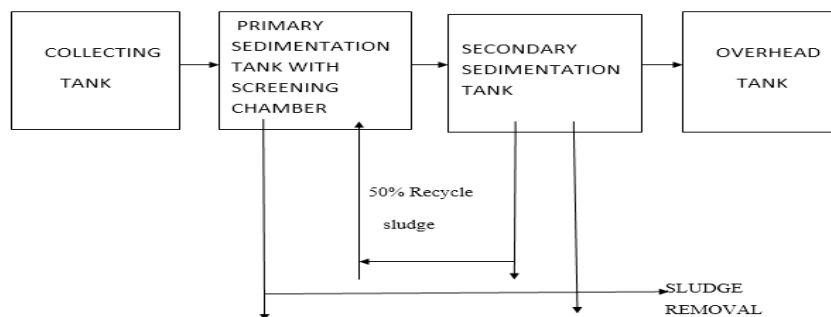 COLLECTING
TANK
PRIMARY
SEDIMENTATION
TANK WITH
SCREENING
CHAMBER
SECONDARY
SEDIMENTATION
TANK
OVERHEAD
TANK
50% Recycle
sludge
SLUDGE
REMOVAL